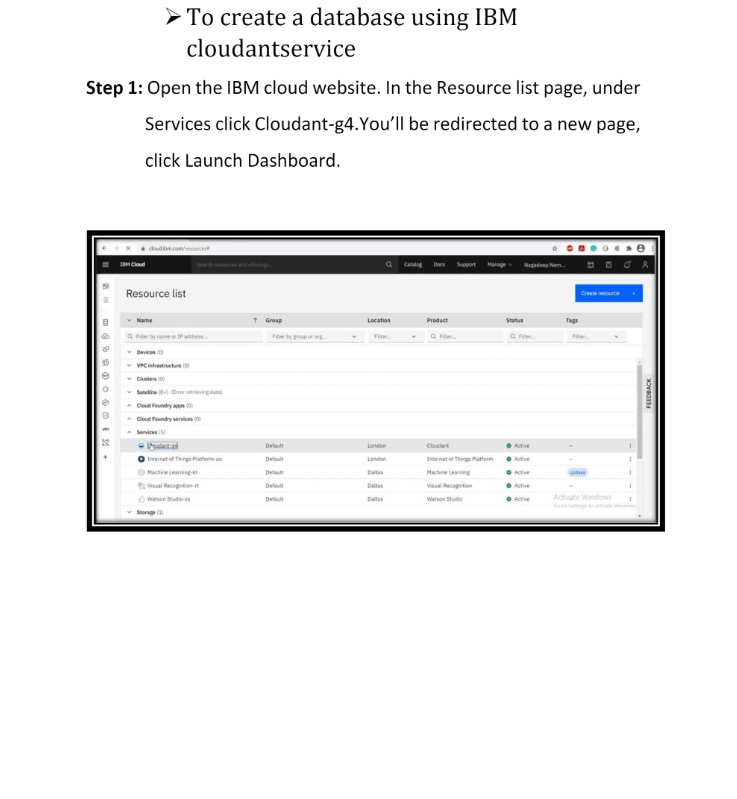 ➢ To create a database using IBM
cloudantservice
Step 1: Open the IBM cloud website. In the Resource list page, under
Services click Cloudant-g4.You’ll be redirected to a new page,
click Launch Dashboard.
cloud.ibm.com/resources#
IBM Cloud Search resources and offerings... Catalog Docs Support Manage Nagadeep Nem...
Resource list Create resource +
Name Group Location Product Status Tags
Filter by name or IP address... Filter by group or org... Filter... Filter... Filter... Filter...
Devices (0)
VPC infrastructure (0)
Clusters (0)
Satellite (0+) (Error retrieving data)
Cloud Foundry apps (0)
Cloud Foundry services (0)
Services (5)
Cloudant-g4 Default London Cloudant Active –
Internet of Things Platform-oo Default London Internet of Things Platform Active –
Machine Learning-kt Default Dallas Machine Learning Active cpdaas
Visual Recognition-rt Default Dallas Visual Recognition Active –
Watson Studio-os Default Dallas Watson Studio Active
Storage (1)
FEEDBACK
Activate Windows
Go to Settings to activate Windows.